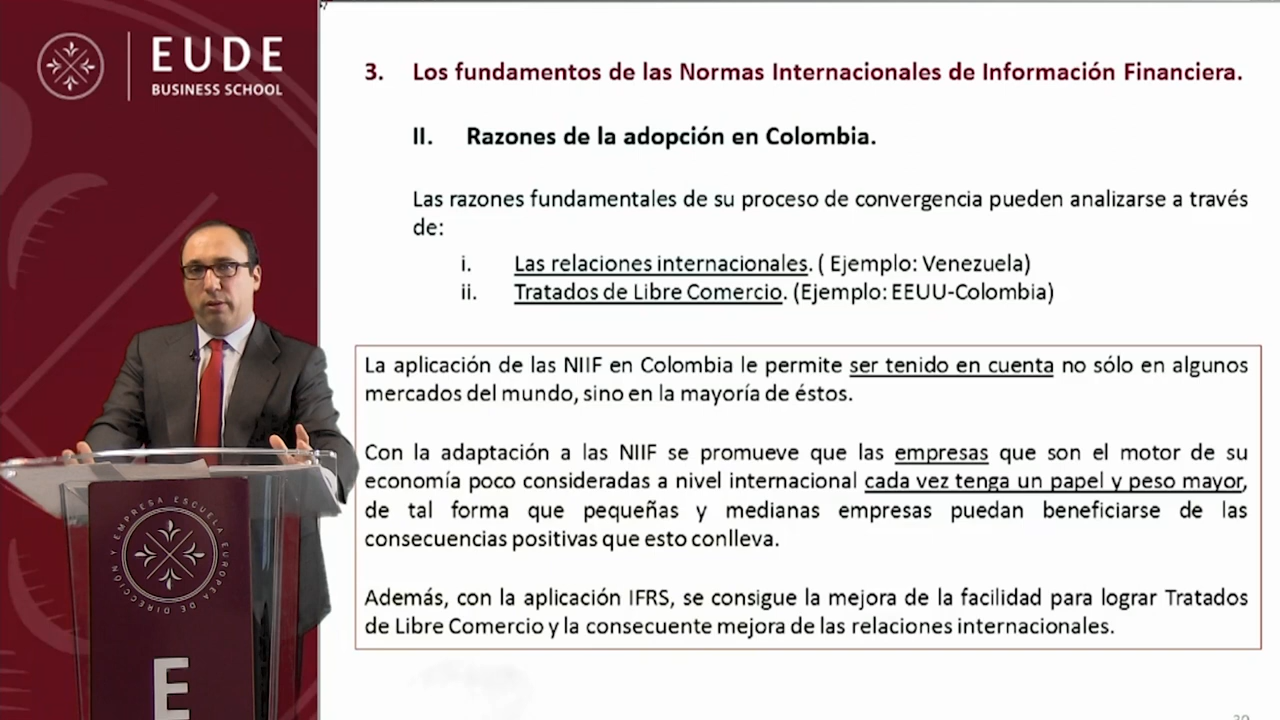 EUDE
BUSINESS SCHOOL
3. Los fundamentos de las Normas Internacionales de Información Financiera.
II. Razones de la adopción en Colombia.
Las razones fundamentales de su proceso de convergencia pueden analizarse a través
de:
i. Las relaciones internacionales. ( Ejemplo: Venezuela)
ii. Tratados de Libre Comercio. (Ejemplo: EEUU-Colombia)
La aplicación de las NIIF en Colombia le permite ser tenido en cuenta no sólo en algunos
mercados del mundo, sino en la mayoría de éstos.
Con la adaptación a las NIIF se promueve que las empresas que son el motor de su
economía poco consideradas a nivel internacional cada vez tenga un papel y peso mayor,
de tal forma que pequeñas y medianas empresas puedan beneficiarse de las
consecuencias positivas que esto conlleva.
Además, con la aplicación IFRS, se consigue la mejora de la facilidad para lograr Tratados
de Libre Comercio y la consecuente mejora de las relaciones internacionales.
ESCUELA EUROPEA DE DIRECCIÓN Y EMPRESA
E